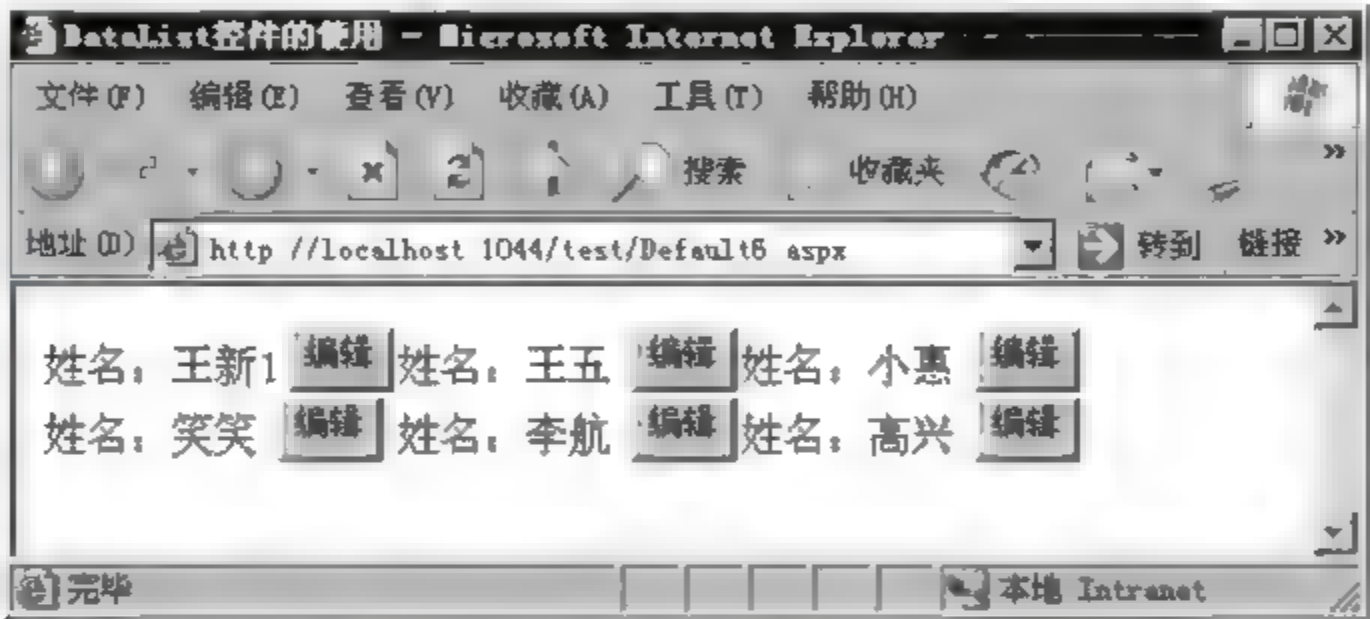 DataList控件的使用 - Microsoft Internet Explorer
文件(F) 编辑(E) 查看(V) 收藏(A) 工具(T) 帮助(H)
搜索 收藏夹 »
地址(D) http //localhost 1044/test/Default6 aspx 转到 链接 »
姓名：王新1 编辑 姓名：王五 编辑 姓名：小惠 编辑
姓名：笑笑 编辑 姓名：李航 编辑 姓名：高兴 编辑
完毕 本地 Intranet